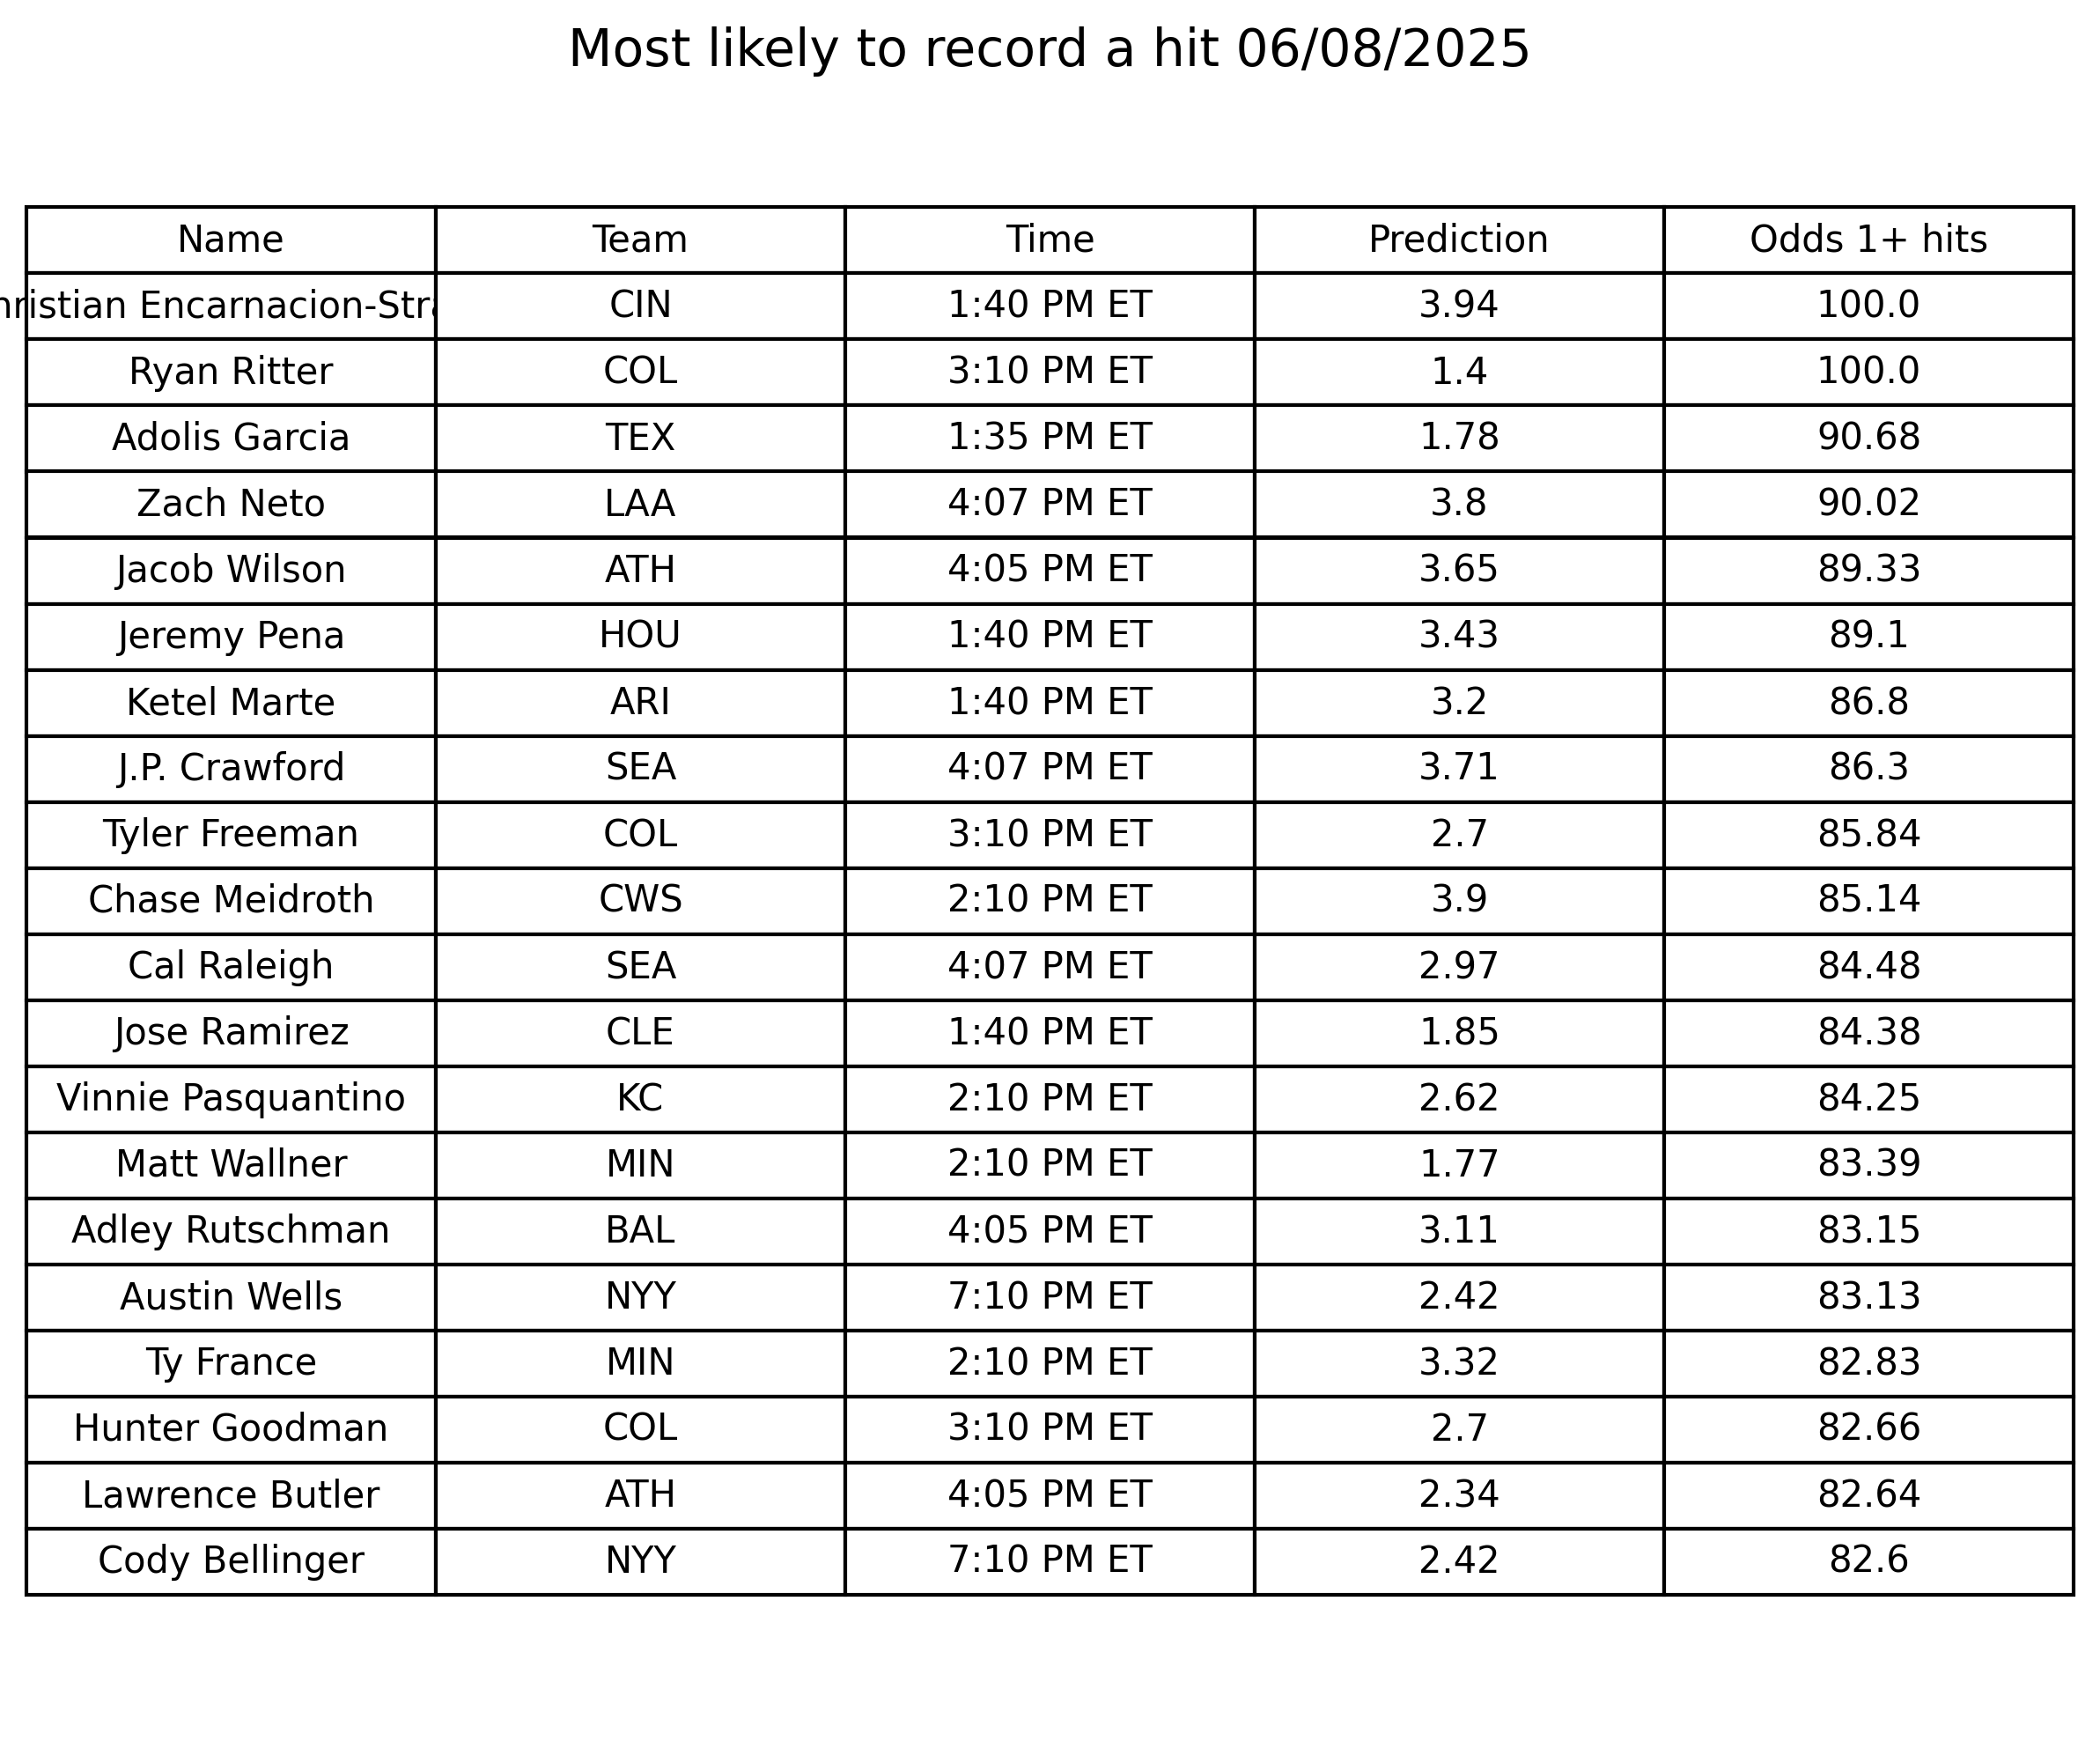 Most likely to record a hit 06/08/2025
Name Team Time Prediction Odds 1+ hits
hristian Encarnacion-Stra CIN 1:40 PM ET 3.94 100.0
Ryan Ritter COL 3:10 PM ET 1.4 100.0
Adolis Garcia TEX 1:35 PM ET 1.78 90.68
Zach Neto LAA 4:07 PM ET 3.8 90.02
Jacob Wilson ATH 4:05 PM ET 3.65 89.33
Jeremy Pena HOU 1:40 PM ET 3.43 89.1
Ketel Marte ARI 1:40 PM ET 3.2 86.8
J.P. Crawford SEA 4:07 PM ET 3.71 86.3
Tyler Freeman COL 3:10 PM ET 2.7 85.84
Chase Meidroth CWS 2:10 PM ET 3.9 85.14
Cal Raleigh SEA 4:07 PM ET 2.97 84.48
Jose Ramirez CLE 1:40 PM ET 1.85 84.38
Vinnie Pasquantino KC 2:10 PM ET 2.62 84.25
Matt Wallner MIN 2:10 PM ET 1.77 83.39
Adley Rutschman BAL 4:05 PM ET 3.11 83.15
Austin Wells NYY 7:10 PM ET 2.42 83.13
Ty France MIN 2:10 PM ET 3.32 82.83
Hunter Goodman COL 3:10 PM ET 2.7 82.66
Lawrence Butler ATH 4:05 PM ET 2.34 82.64
Cody Bellinger NYY 7:10 PM ET 2.42 82.6